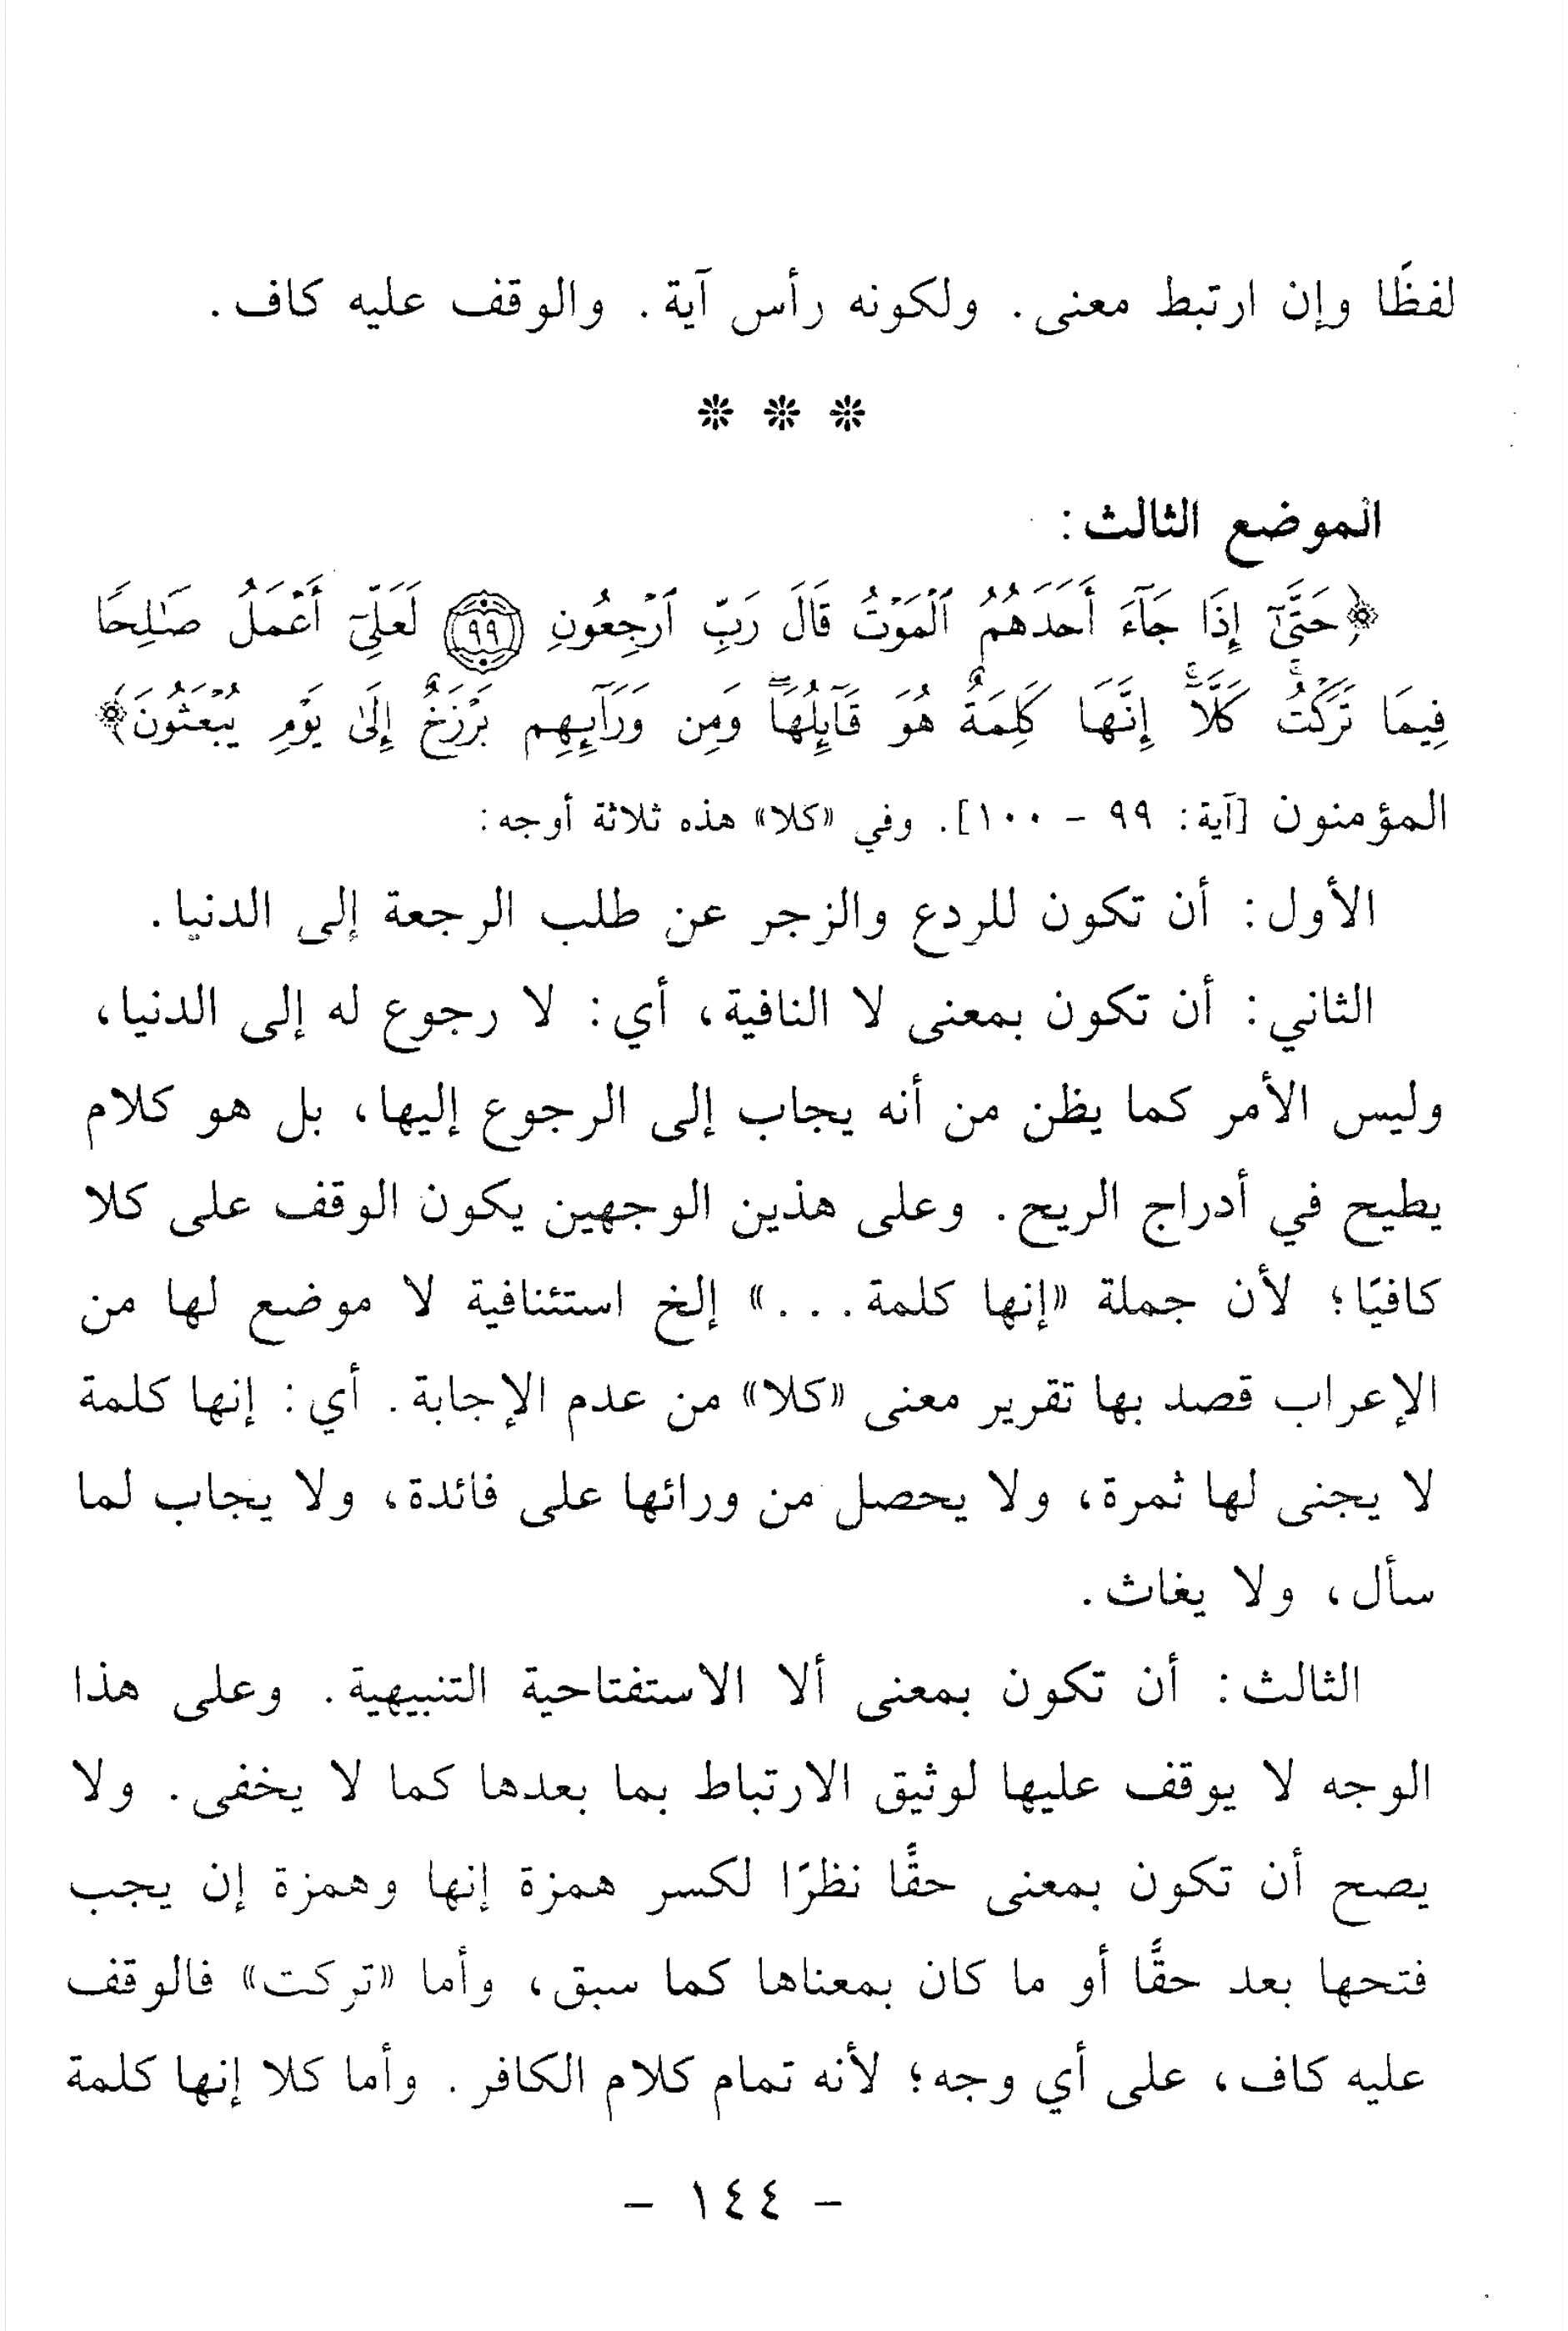 لفظًا وإن ارتبط معنى. ولكونه رأس آية. والوقف عليه كاف.
الموضع الثالث:
﴿حَتَّىٰٓ إِذَا جَآءَ أَحَدَهُمُ ٱلۡمَوۡتُ قَالَ رَبِّ ٱرۡجِعُونِ ٩٩ لَعَلِّيٓ أَعۡمَلُ صَٰلِحٗا
فِيمَا تَرَكۡتُۚ كَلَّآۚ إِنَّهَا كَلِمَةٌ هُوَ قَآئِلُهَاۖ وَمِن وَرَآئِهِم بَرۡزَخٌ إِلَىٰ يَوۡمِ يُبۡعَثُونَ﴾
المؤمنون [آية: ٩٩ - ١٠٠]. وفي «كلا» هذه ثلاثة أوجه:
الأول: أن تكون للردع والزجر عن طلب الرجعة إلى الدنيا.
الثاني: أن تكون بمعنى لا النافية، أي: لا رجوع له إلى الدنيا،
وليس الأمر كما يظن من أنه يجاب إلى الرجوع إليها، بل هو كلام
يطيح في أدراج الريح. وعلى هذين الوجهين يكون الوقف على كلا
كافيًا؛ لأن جملة «إنها كلمة...» إلخ استئنافية لا موضع لها من
الإعراب قصد بها تقرير معنى «كلا» من عدم الإجابة. أي: إنها كلمة
لا يجنى لها ثمرة، ولا يحصل من ورائها على فائدة، ولا يجاب لما
سأل، ولا يغاث.
الثالث: أن تكون بمعنى ألا الاستفتاحية التنبيهية. وعلى هذا
الوجه لا يوقف عليها لوثيق الارتباط بما بعدها كما لا يخفى. ولا
يصح أن تكون بمعنى حقًّا نظرًا لكسر همزة إنها وهمزة إن يجب
فتحها بعد حقًّا أو ما كان بمعناها كما سبق، وأما «تركت» فالوقف
عليه كاف، على أي وجه؛ لأنه تمام كلام الكافر. وأما كلا إنها كلمة
- ١٤٤ -